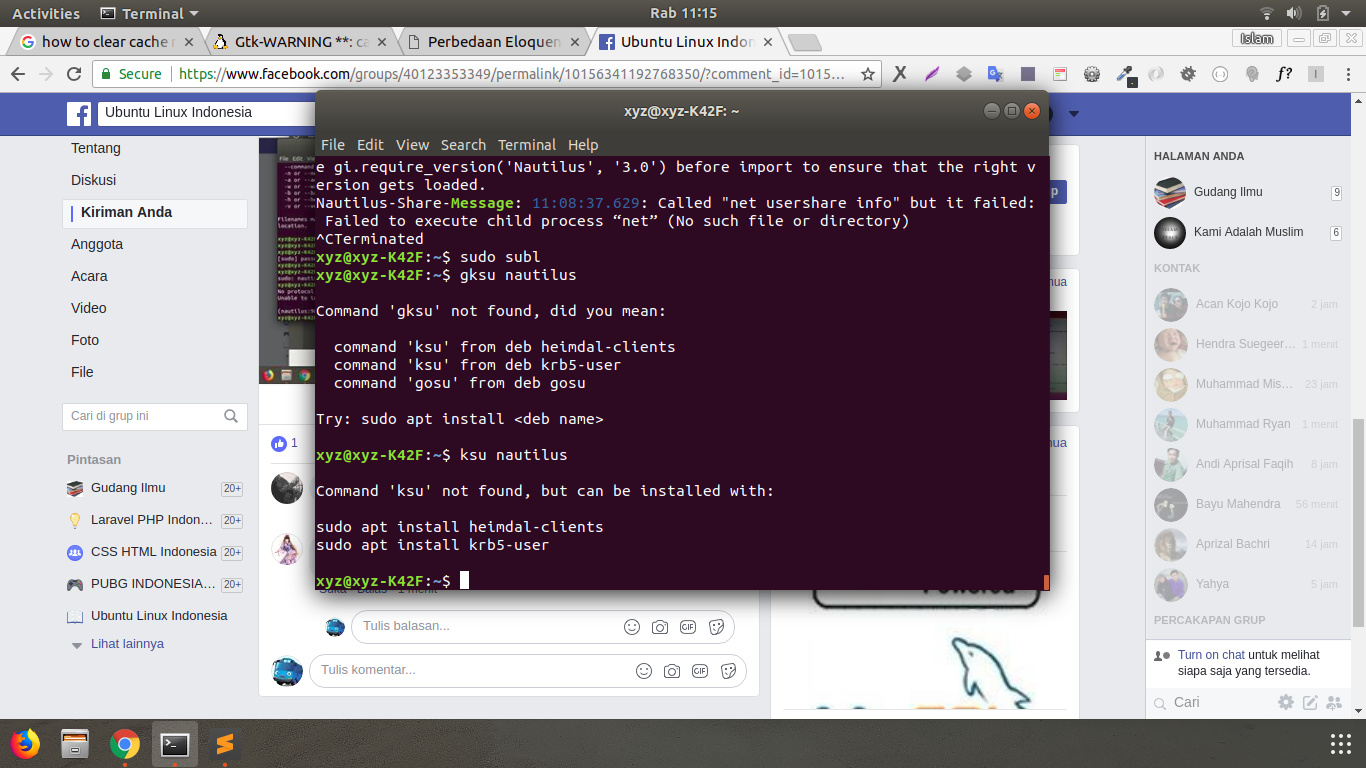 Activities
Terminal
Rab 11:15
how to clear cache r
Gtk-WARNING **: ca
Perbedaan Eloquen
Ubuntu Linux Indon
Islam
Secure
https://www.facebook.com/groups/40123353349/permalink/10156341192768350/?comment_id=1015...
Ubuntu Linux Indonesia
Tentang
Diskusi
Kiriman Anda
Anggota
Acara
Video
Foto
File
Cari di grup ini
Pintasan
Gudang Ilmu 20+
Laravel PHP Indon... 20+
CSS HTML Indonesia 20+
PUBG INDONESIA... 20+
Ubuntu Linux Indonesia
Lihat lainnya
1
xyz@xyz-K42F: ~
File Edit View Search Terminal Help
e gi.require_version('Nautilus', '3.0') before import to ensure that the right v
ersion gets loaded.
Nautilus-Share-Message: 11:08:37.629: Called "net usershare info" but it failed:
 Failed to execute child process “net” (No such file or directory)
^CTerminated
xyz@xyz-K42F:~$ sudo subl
xyz@xyz-K42F:~$ gksu nautilus
Command 'gksu' not found, did you mean:
  command 'ksu' from deb heimdal-clients
  command 'ksu' from deb krb5-user
  command 'gosu' from deb gosu
Try: sudo apt install <deb name>
xyz@xyz-K42F:~$ ksu nautilus
Command 'ksu' not found, but can be installed with:
sudo apt install heimdal-clients
sudo apt install krb5-user
xyz@xyz-K42F:~$
Suka · Balas · 1 menit
Tulis balasan...
GIF
Tulis komentar...
GIF
Powered
HALAMAN ANDA
Gudang Ilmu 9
Kami Adalah Muslim 6
KONTAK
Acan Kojo Kojo 2 jam
Hendra Suegeer... 1 menit
Muhammad Mis... 23 jam
Muhammad Ryan 1 menit
Andi Aprisal Faqih 8 jam
Bayu Mahendra 56 menit
Aprizal Bachri 14 jam
Yahya 5 jam
PERCAKAPAN GRUP
Turn on chat untuk melihat
siapa saja yang tersedia.
Cari